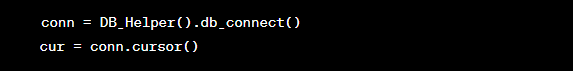 conn = DB_Helper().db_connect()
cur = conn.cursor()